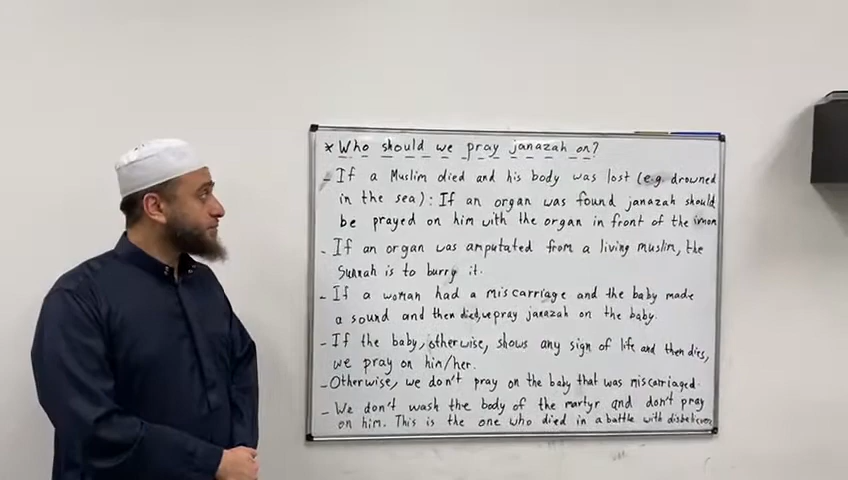 * Who should we pray janazah on?
- If a Muslim died and his body was lost (e.g. drowned
in the sea): If an organ was found janazah should
be prayed on him with the organ in front of the imam
- If an organ was amputated from a living muslim, the
Sunnah is to burry it.
- If a woman had a miscarriage and the baby made
a sound and then died, we pray janazah on the baby.
- If the baby, otherwise, shows any sign of life and then dies,
we pray on him/her.
- Otherwise, we don't pray on the baby that was miscarriaged.
- We don't wash the body of the martyr and don't pray
on him. This is the one who died in a battle with disbelievers